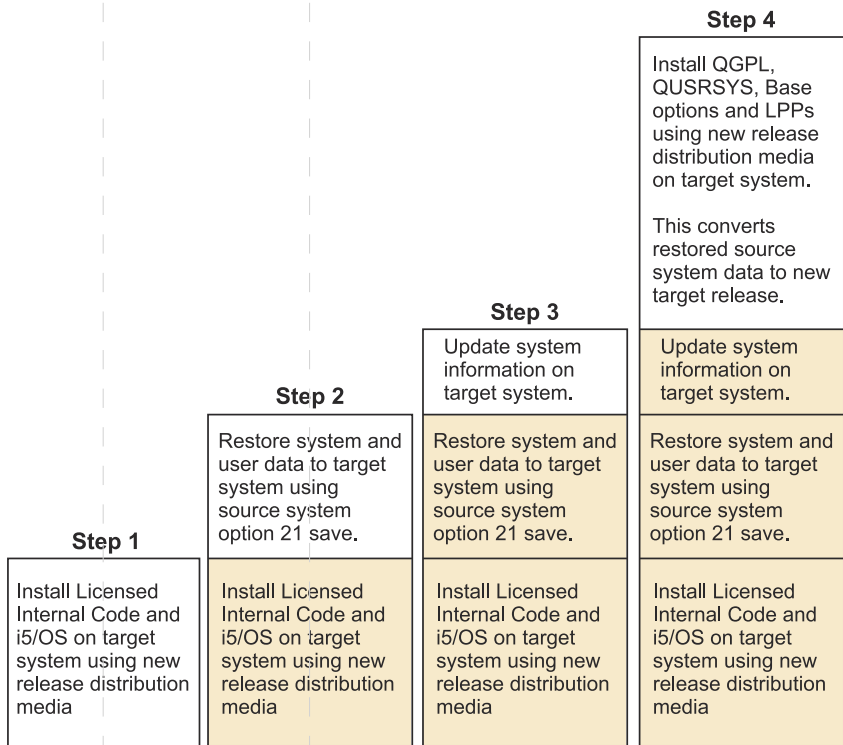 Step 1
Install Licensed
Internal Code and
i5/OS on target
system using new
release distribution
media
Step 2
Restore system and
user data to target
system using
source system
option 21 save.
Install Licensed
Internal Code and
i5/OS on target
system using new
release distribution
media
Step 3
Update system
information on
target system.
Restore system and
user data to target
system using
source system
option 21 save.
Install Licensed
Internal Code and
i5/OS on target
system using new
release distribution
media
Step 4
Install QGPL,
QUSRSYS, Base
options and LPPs
using new release
distribution media
on target system.
This converts
restored source
system data to new
target release.
Update system
information on
target system.
Restore system and
user data to target
system using
source system
option 21 save.
Install Licensed
Internal Code and
i5/OS on target
system using new
release distribution
media